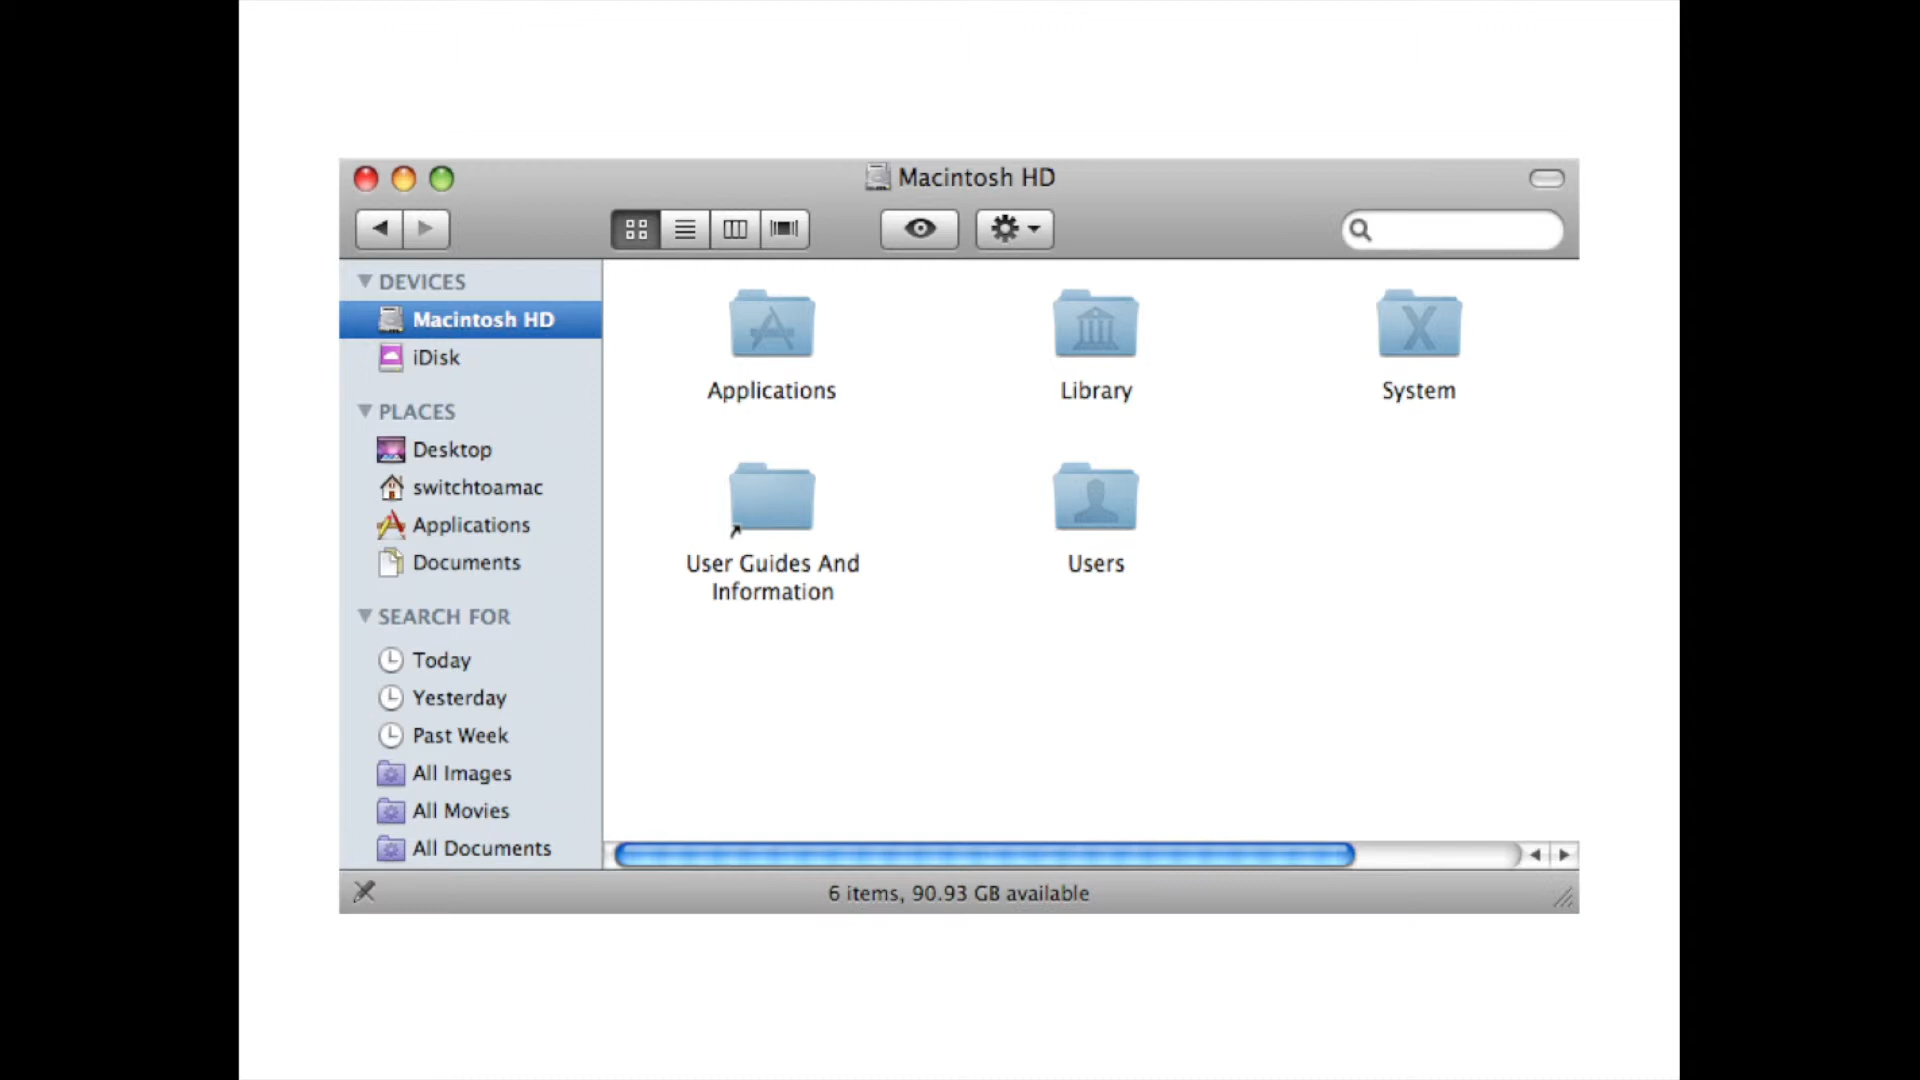 Macintosh HD
DEVICES
Macintosh HD
iDisk
PLACES
Desktop
switchtoamac
Applications
Documents
SEARCH FOR
Today
Yesterday
Past Week
All Images
All Movies
All Documents
Applications
Library
System
User Guides And
Information
Users
6 items, 90.93 GB available